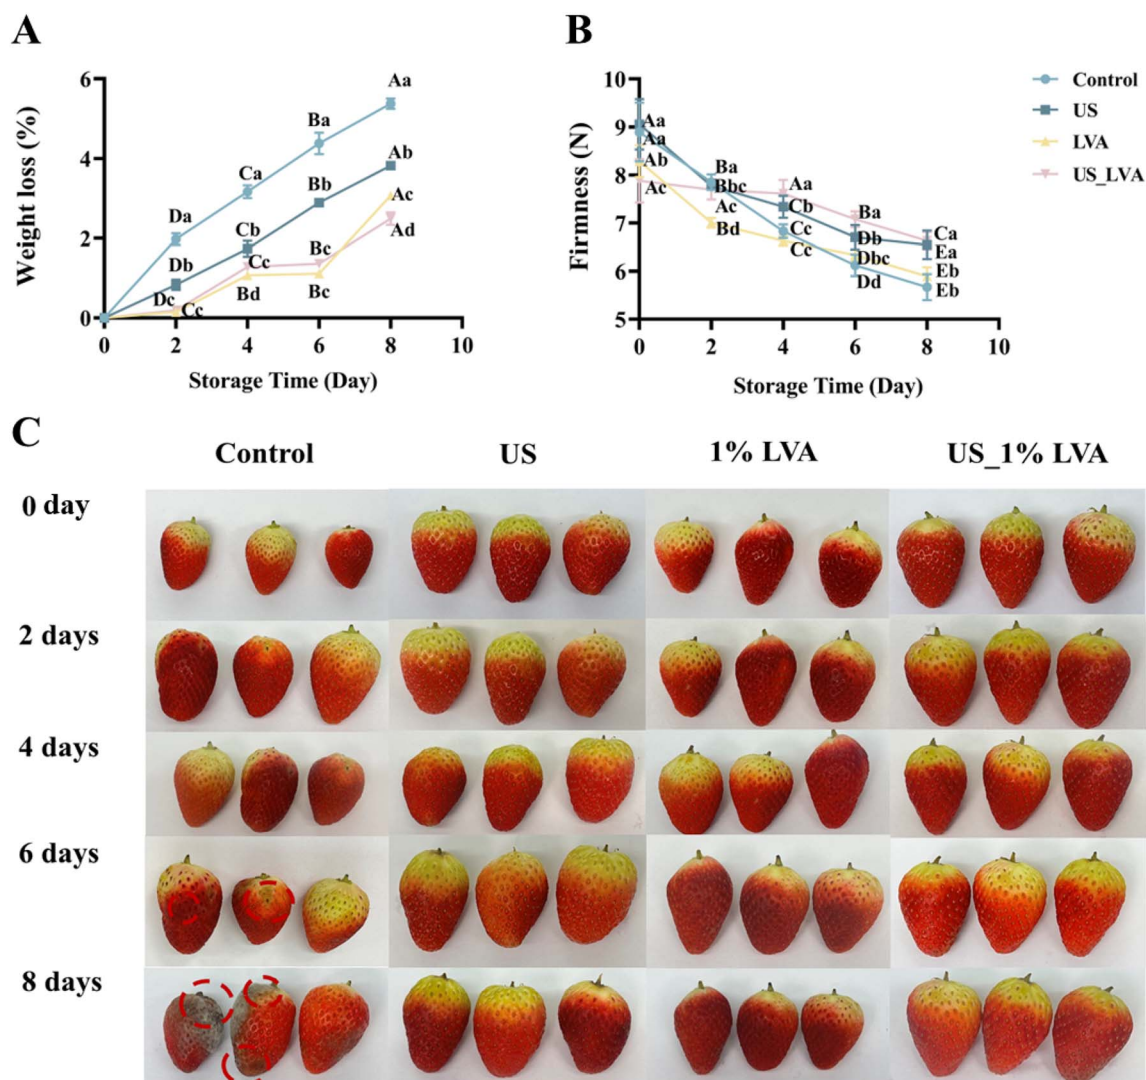 A
B
6
4
2
0
0
2
4
6
8
10
Weight loss (%)
Storage Time (Day)
Da
Ca
Ba
Aa
Db
Cb
Bb
Ab
Dc
Cc
Cc
Bd
Bc
Bc
Ac
Ad
10
9
8
7
6
5
0
2
4
6
8
10
Firmness (N)
Storage Time (Day)
Aa
Aa
Ab
Ac
Ba
Bbc
Ac
Bd
Aa
Cb
Cc
Cc
Ba
Db
Dbc
Dd
Ca
Ea
Eb
Eb
Control
US
LVA
US_LVA
C
Control US 1% LVA US_1% LVA
0 day
2 days
4 days
6 days
8 days